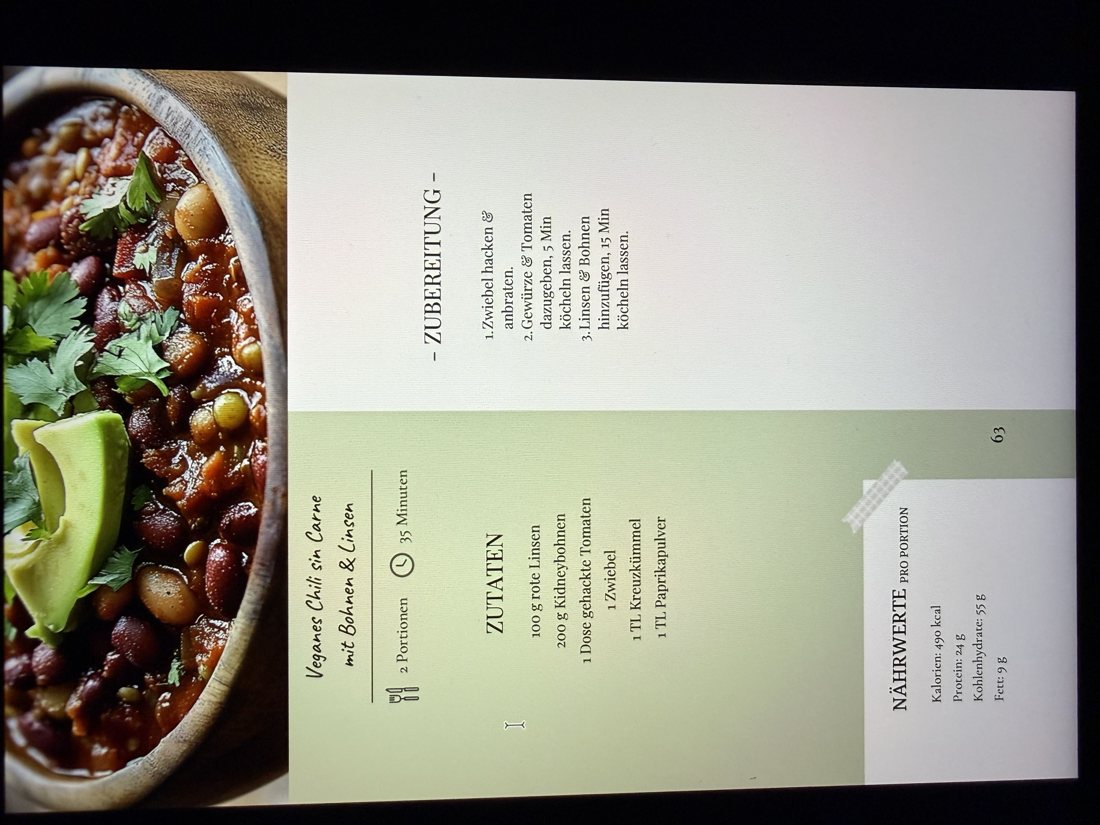 Veganes Chili sin Carne
mit Bohnen & Linsen
2 Portionen 35 Minuten
ZUTATEN
100 g rote Linsen
200 g Kidneybohnen
1 Dose gehackte Tomaten
1 Zwiebel
1 TL Kreuzkümmel
1 TL Paprikapulver
- ZUBEREITUNG -
1. Zwiebel hacken &
anbraten.
2. Gewürze & Tomaten
dazugeben, 5 Min
köcheln lassen.
3. Linsen & Bohnen
hinzufügen, 15 Min
köcheln lassen.
NÄHRWERTE PRO PORTION
Kalorien: 490 kcal
Protein: 24 g
Kohlenhydrate: 55 g
Fett: 9 g
63